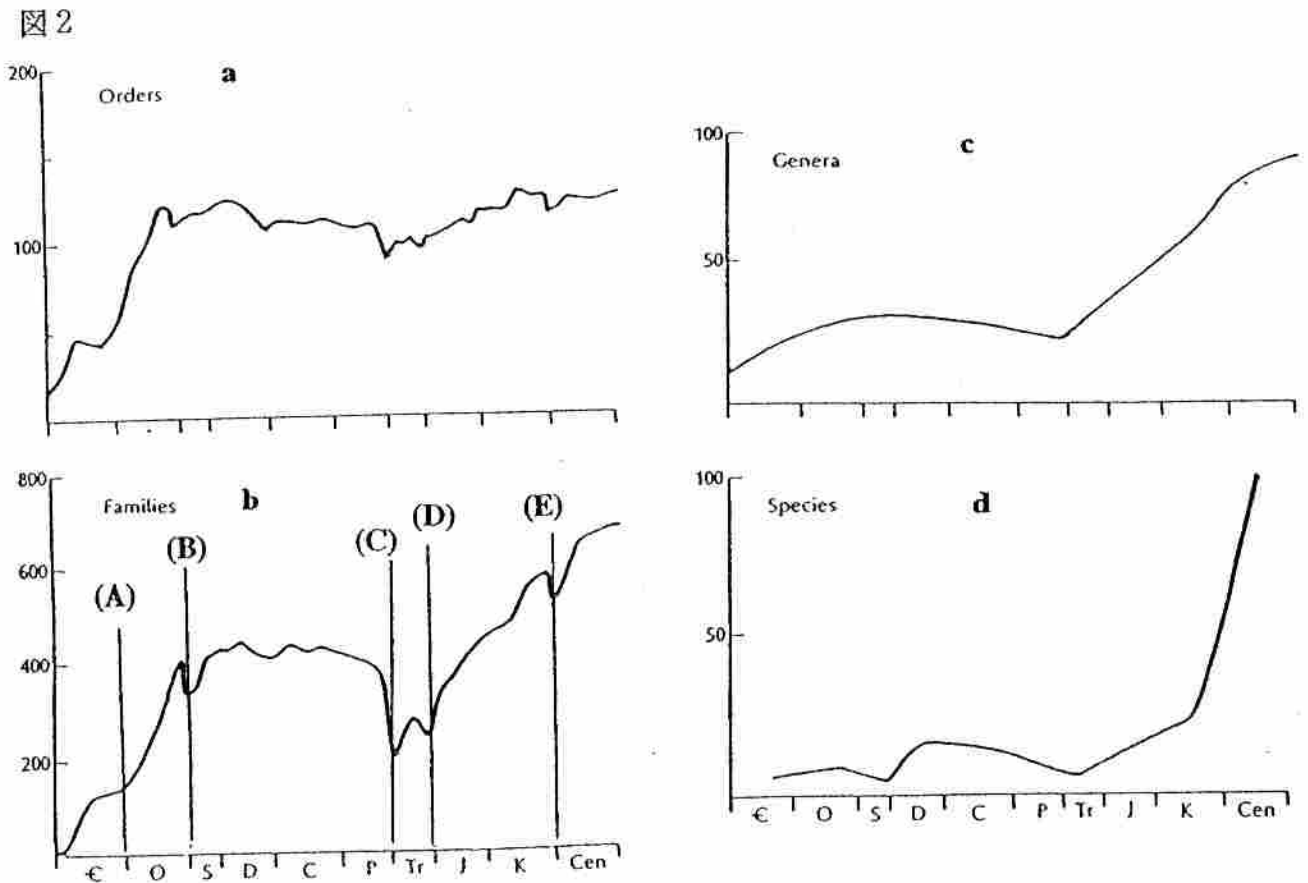 図2
200
100
Orders
a
800
600
400
200
Families
b
(A)
(B)
(C)
(D)
(E)
Є O S D C P Tr J K Cen
100
50
Genera
c
100
50
Species
d
Є O S D C P Tr J K Cen